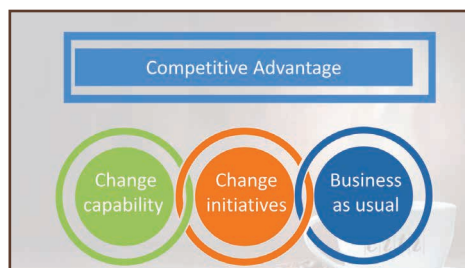 Competitive Advantage
Change
capability
Change
initiatives
Business
as usual